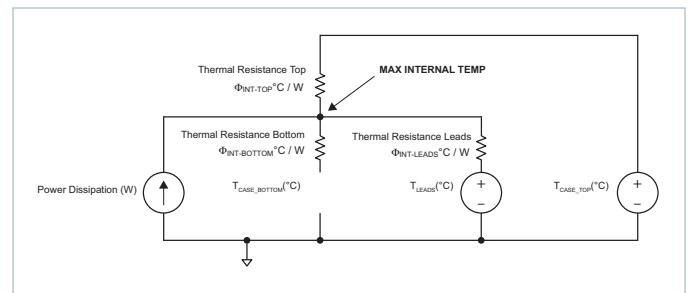 Thermal Resistance Top
MAX INTERNAL TEMP
ΦINT-TOP°C / W
Thermal Resistance Bottom
Thermal Resistance Leads
ΦINT-BOTTOM°C / W
ΦINT-LEADS°C / W
Power Dissipation (W)
TCASE_BOTTOM(°C)
TLEADS(°C)
+
–
TCASE_TOP(°C)
+
–